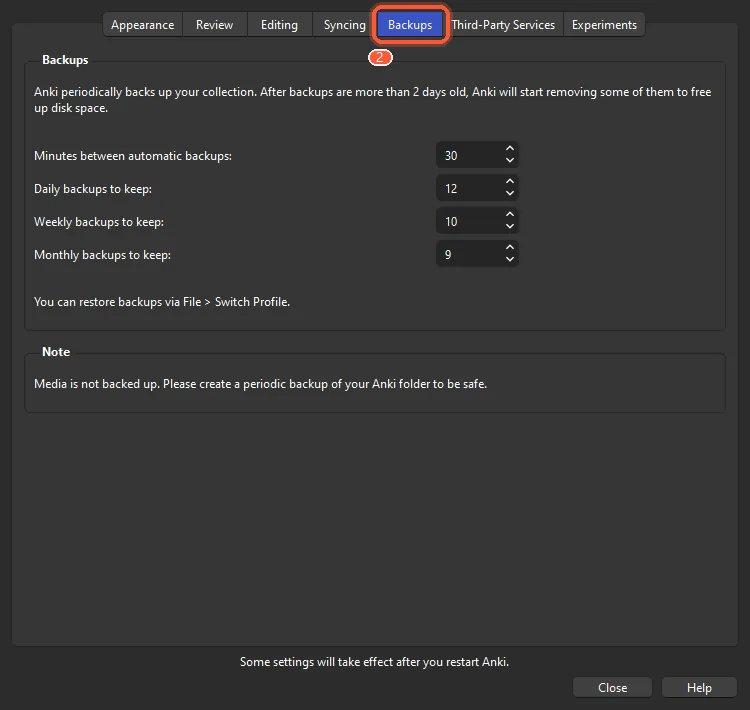 Appearance Review Editing Syncing Backups Third-Party Services Experiments
2
Backups
Anki periodically backs up your collection. After backups are more than 2 days old, Anki will start removing some of them to free
up disk space.
Minutes between automatic backups: 30
Daily backups to keep: 12
Weekly backups to keep: 10
Monthly backups to keep: 9
You can restore backups via File > Switch Profile.
Note
Media is not backed up. Please create a periodic backup of your Anki folder to be safe.
Some settings will take effect after you restart Anki.
Close Help